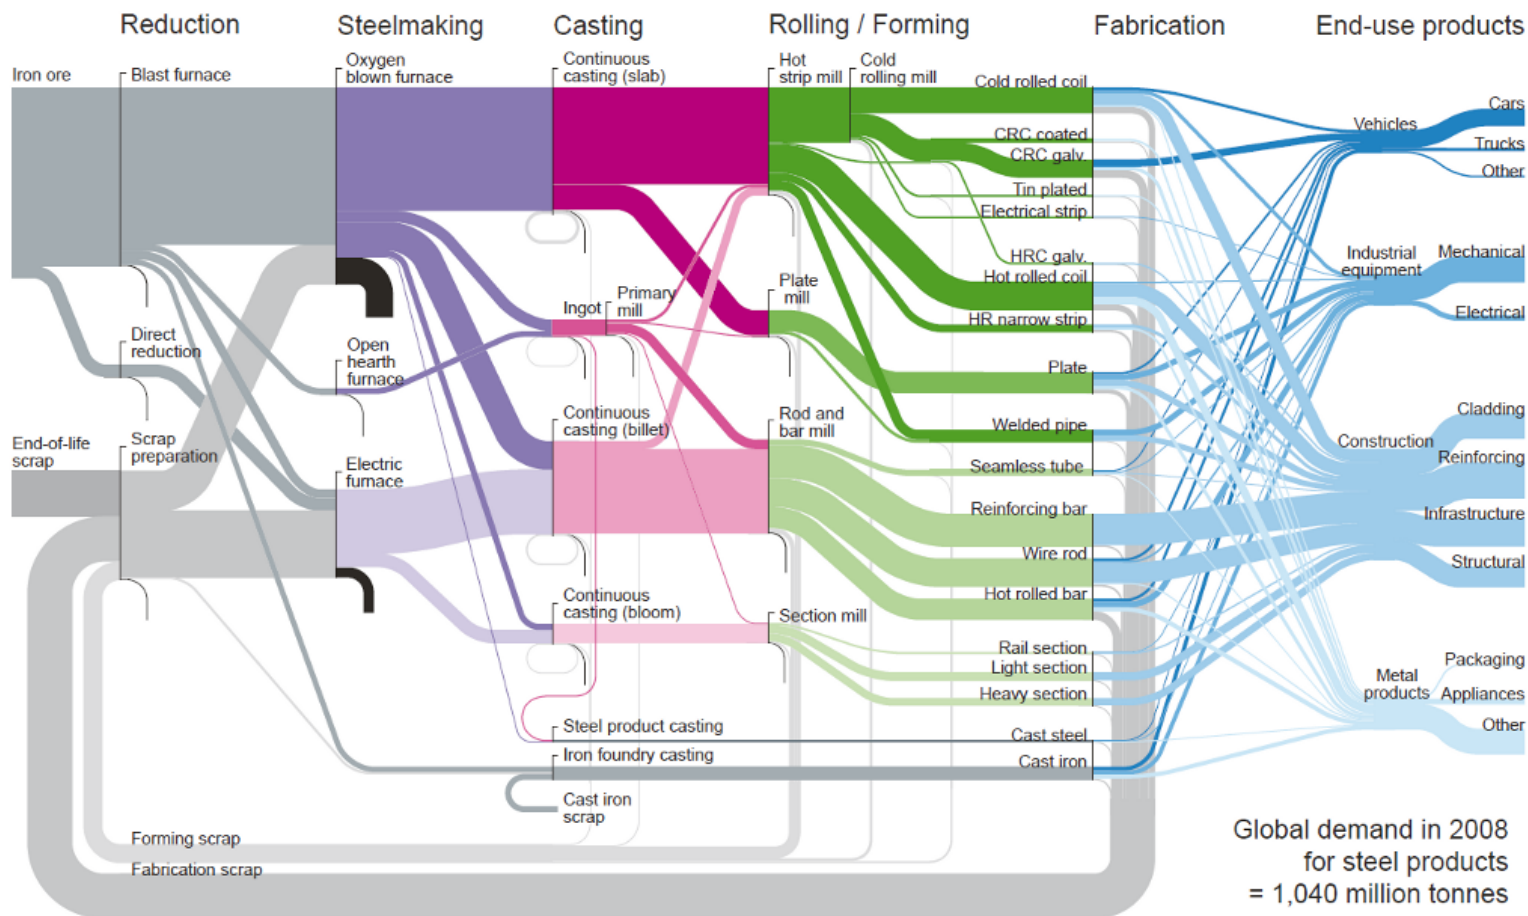 Reduction
Steelmaking
Casting
Rolling / Forming
Fabrication
End-use products
Iron ore
Blast furnace
Oxygen
blown furnace
Continuous
casting (slab)
Hot
strip mill
Cold
rolling mill
Cold rolled coil
CRC coated
CRC galv.
Tin plated
Electrical strip
HRC galv.
Hot rolled coil
HR narrow strip
Plate
Welded pipe
Seamless tube
Reinforcing bar
Wire rod
Hot rolled bar
Rail section
Light section
Heavy section
Cast steel
Cast iron
Vehicles
Cars
Trucks
Other
Industrial
equipment
Mechanical
Electrical
Construction
Cladding
Reinforcing
Infrastructure
Structural
Metal
products
Packaging
Appliances
Other
Direct
reduction
Open
hearth
furnace
Ingot
Primary
mill
Plate
mill
End-of-life
scrap
Scrap
preparation
Electric
furnace
Continuous
casting (billet)
Rod and
bar mill
Continuous
casting (bloom)
Section mill
Steel product casting
Iron foundry casting
Cast iron
scrap
Forming scrap
Fabrication scrap
Global demand in 2008
for steel products
= 1,040 million tonnes